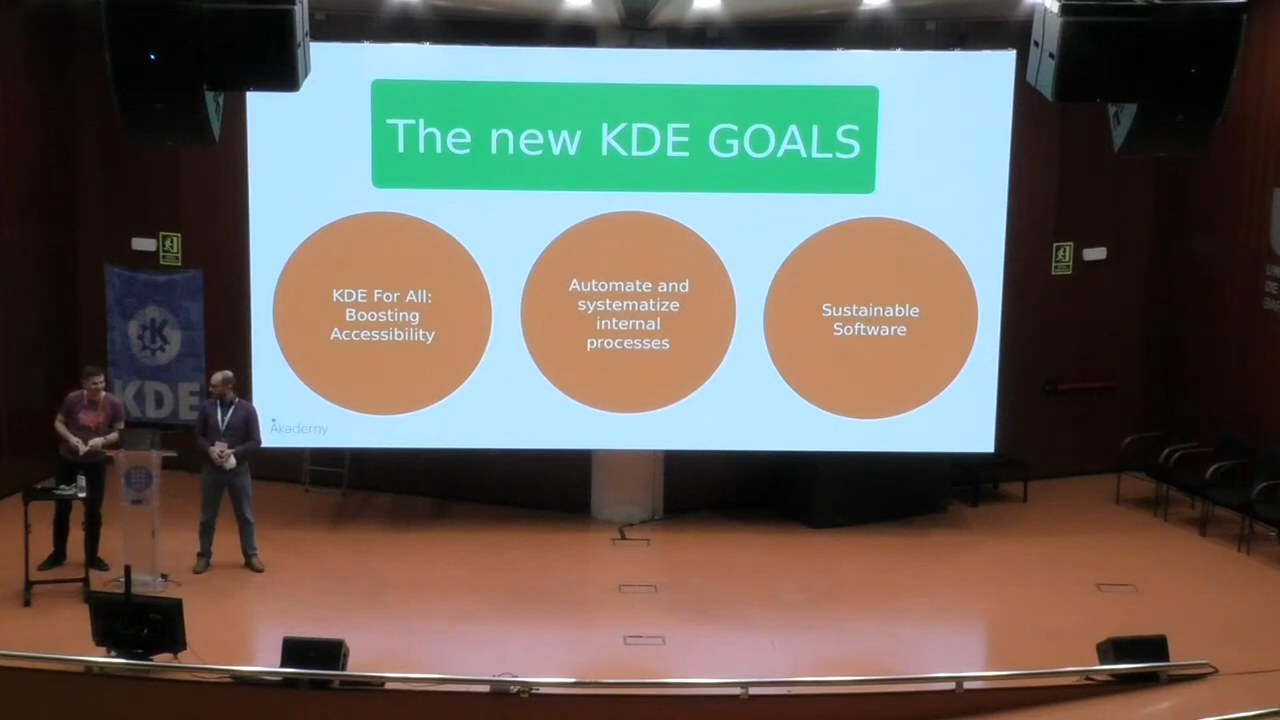 The new KDE GOALS
KDE For All:
Boosting
Accessibility
Automate and
systematize
internal
processes
Sustainable
Software
Akademy
KDE